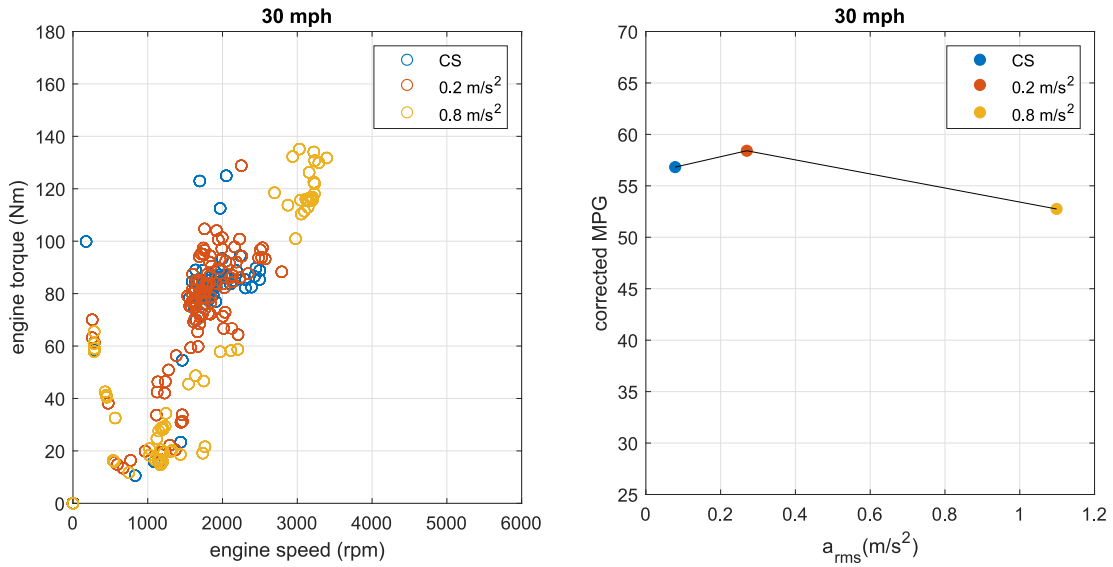 30 mph
180
160
140
120
100
80
60
40
20
0
engine torque (Nm)
0 1000 2000 3000 4000 5000 6000
engine speed (rpm)
CS
0.2 m/s²
0.8 m/s²
30 mph
70
65
60
55
50
45
40
35
30
25
corrected MPG
0 0.2 0.4 0.6 0.8 1 1.2
a_rms(m/s²)
CS
0.2 m/s²
0.8 m/s²